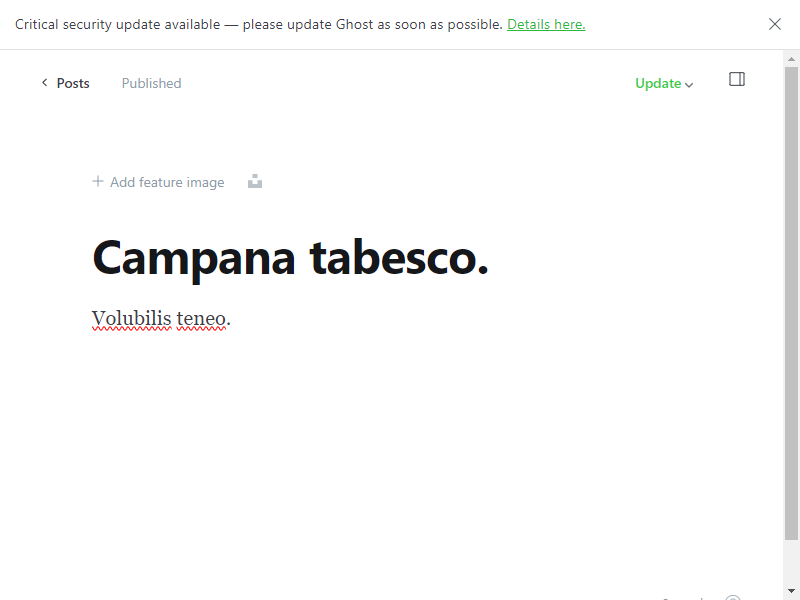 Critical security update available — please update Ghost as soon as possible. Details here.
Posts
Published
Update
Add feature image
Campana tabesco.
Volubilis teneo.